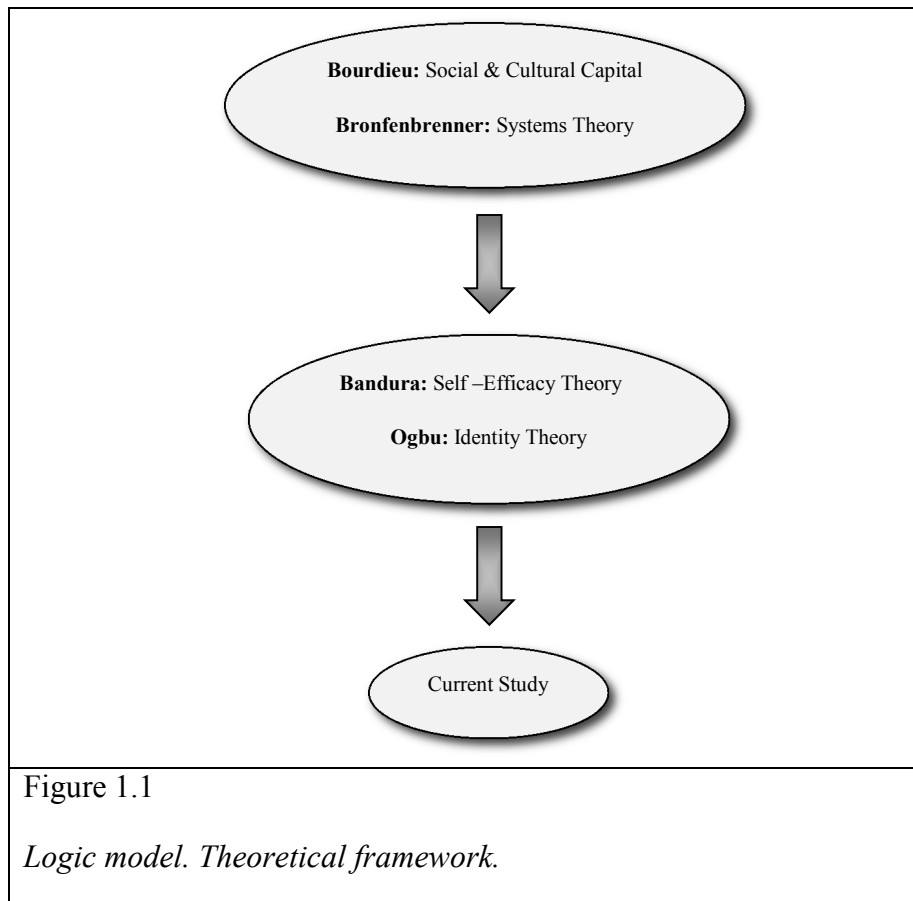 Bourdieu: Social & Cultural Capital
Bronfenbrenner: Systems Theory
Bandura: Self –Efficacy Theory
Ogbu: Identity Theory
Current Study
Figure 1.1
Logic model. Theoretical framework.